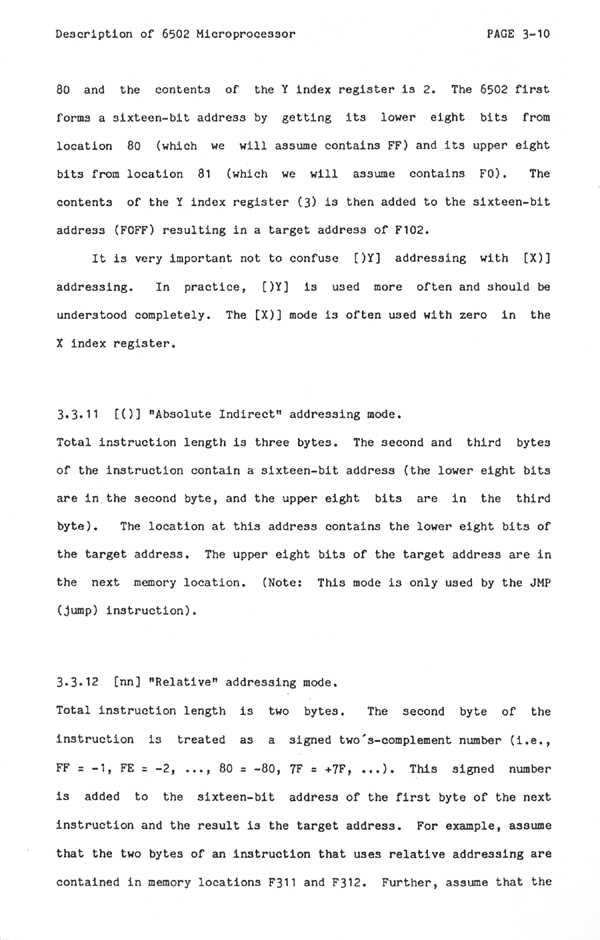 Description of 6502 Microprocessor PAGE 3-10
80 and the contents of the Y index register is 2. The 6502 first
forms a sixteen-bit address by getting its lower eight bits from
location 80 (which we will assume contains FF) and its upper eight
bits from location 81 (which we will assume contains F0). The
contents of the Y index register (3) is then added to the sixteen-bit
address (F0FF) resulting in a target address of F102.
It is very important not to confuse [)Y] addressing with [X)]
addressing. In practice, [)Y] is used more often and should be
understood completely. The [X)] mode is often used with zero in the
X index register.
3.3.11 [()] "Absolute Indirect" addressing mode.
Total instruction length is three bytes. The second and third bytes
of the instruction contain a sixteen-bit address (the lower eight bits
are in the second byte, and the upper eight bits are in the third
byte). The location at this address contains the lower eight bits of
the target address. The upper eight bits of the target address are in
the next memory location. (Note: This mode is only used by the JMP
(jump) instruction).
3.3.12 [nn] "Relative" addressing mode.
Total instruction length is two bytes. The second byte of the
instruction is treated as a signed two's-complement number (i.e.,
FF = -1, FE = -2, ..., 80 = -80, 7F = +7F, ...). This signed number
is added to the sixteen-bit address of the first byte of the next
instruction and the result is the target address. For example, assume
that the two bytes of an instruction that uses relative addressing are
contained in memory locations F311 and F312. Further, assume that the